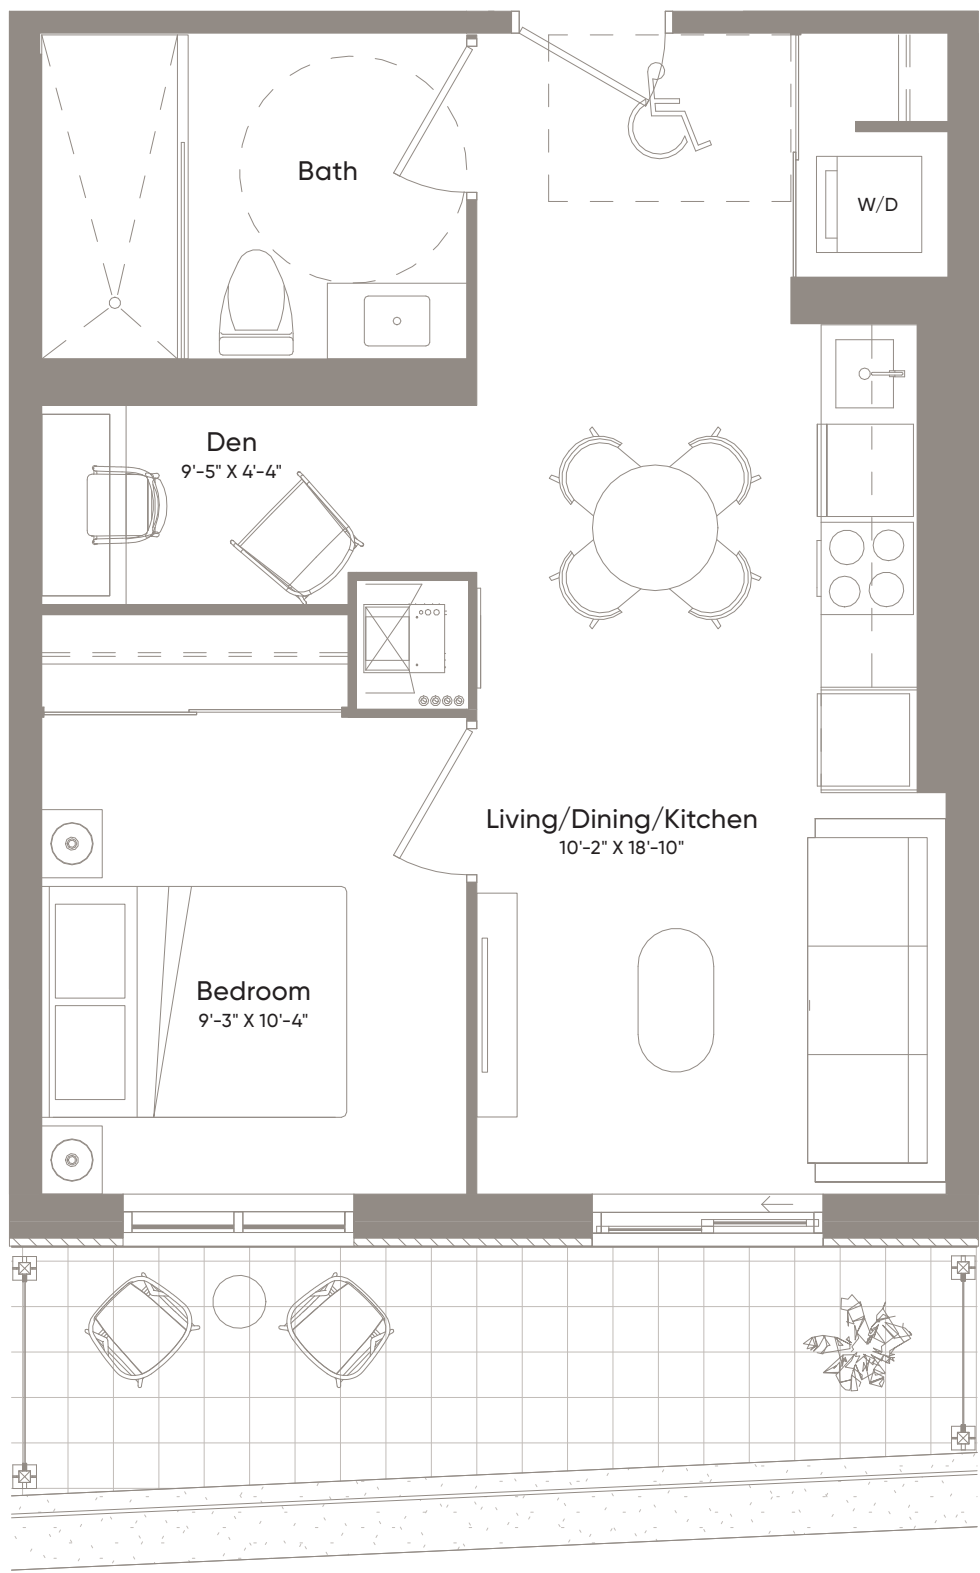 Bath
W/D
Den
9'-5" X 4'-4"
Living/Dining/Kitchen
10'-2" X 18'-10"
Bedroom
9'-3" X 10'-4"